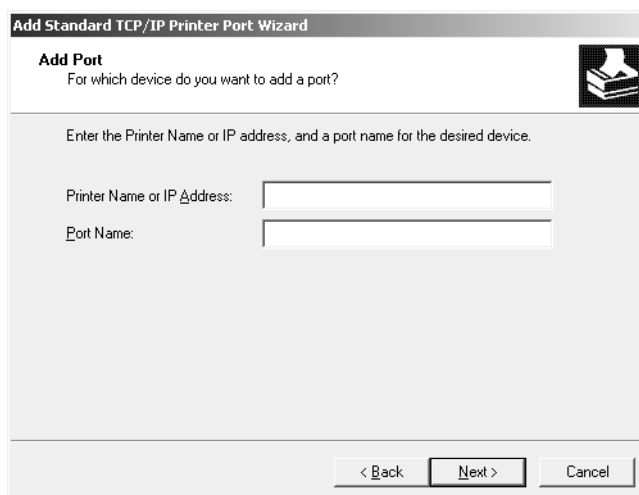 Add Standard TCP/IP Printer Port Wizard
Add Port
For which device do you want to add a port?
Enter the Printer Name or IP address, and a port name for the desired device.
Printer Name or IP Address:
Port Name:
< Back Next > Cancel